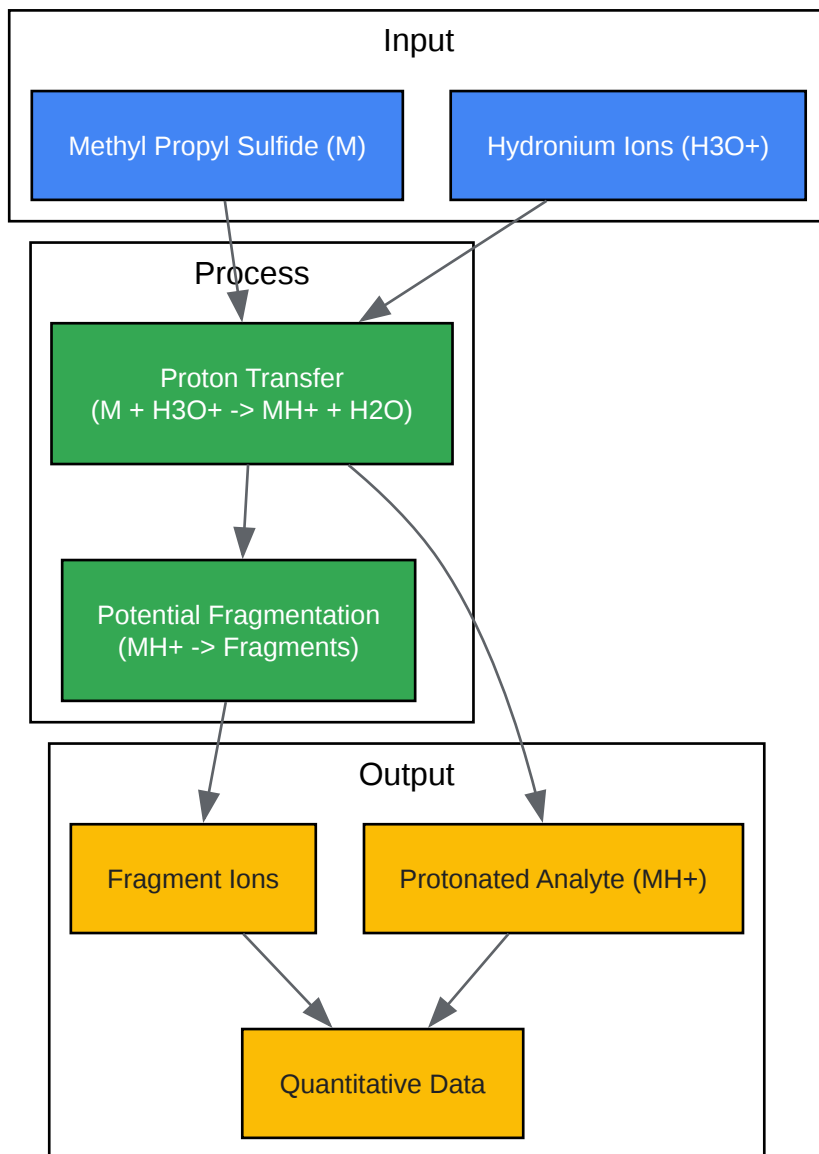 Input
Methyl Propyl Sulfide (M)
Hydronium Ions (H3O+)
Process
Proton Transfer
(M + H3O+ -> MH+ + H2O)
Potential Fragmentation
(MH+ -> Fragments)
Output
Fragment Ions
Protonated Analyte (MH+)
Quantitative Data